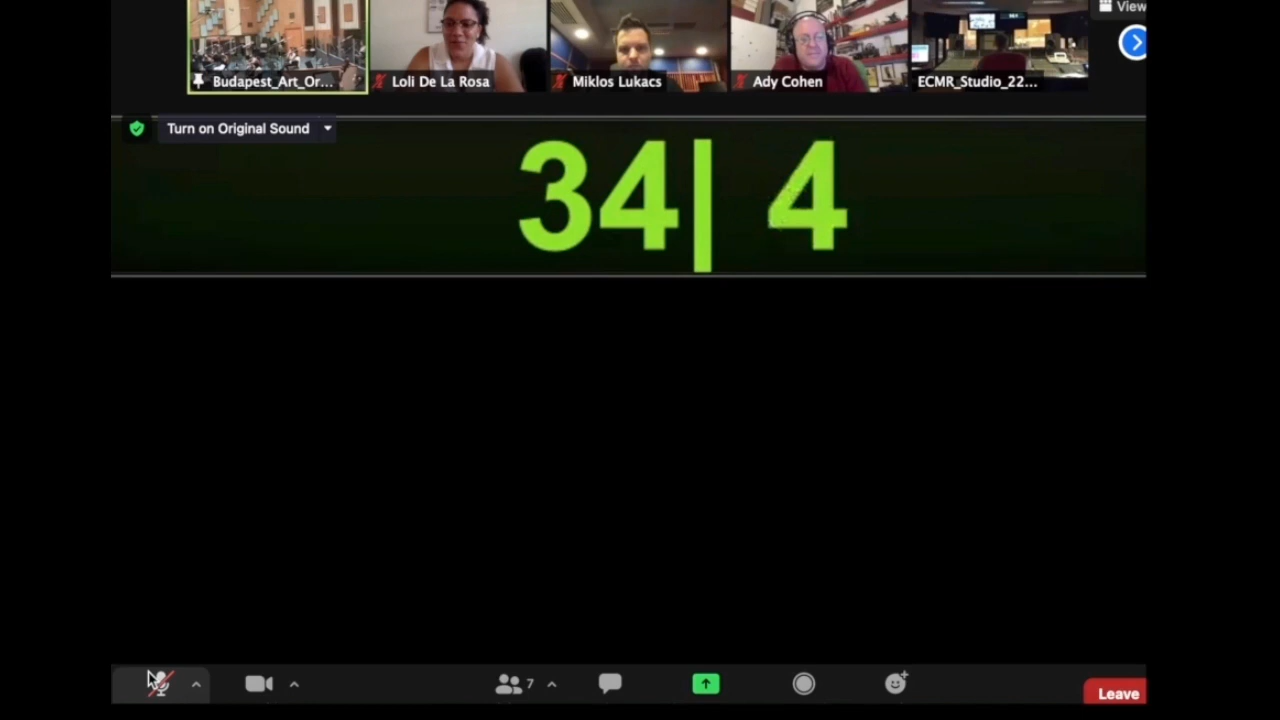 View
Budapest_Art_Or...
Loli De La Rosa
Miklos Lukacs
Ady Cohen
ECMR_Studio_22...
Turn on Original Sound
34| 4
7
Leave